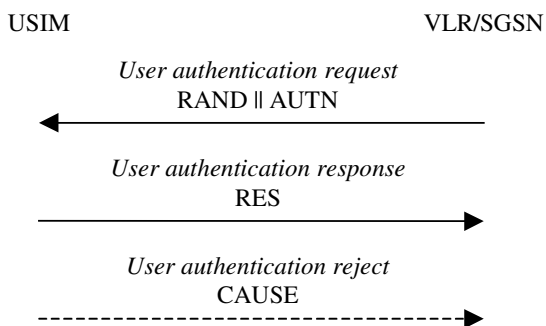 USIM VLR/SGSN
User authentication request
RAND || AUTN
User authentication response
RES
User authentication reject
CAUSE